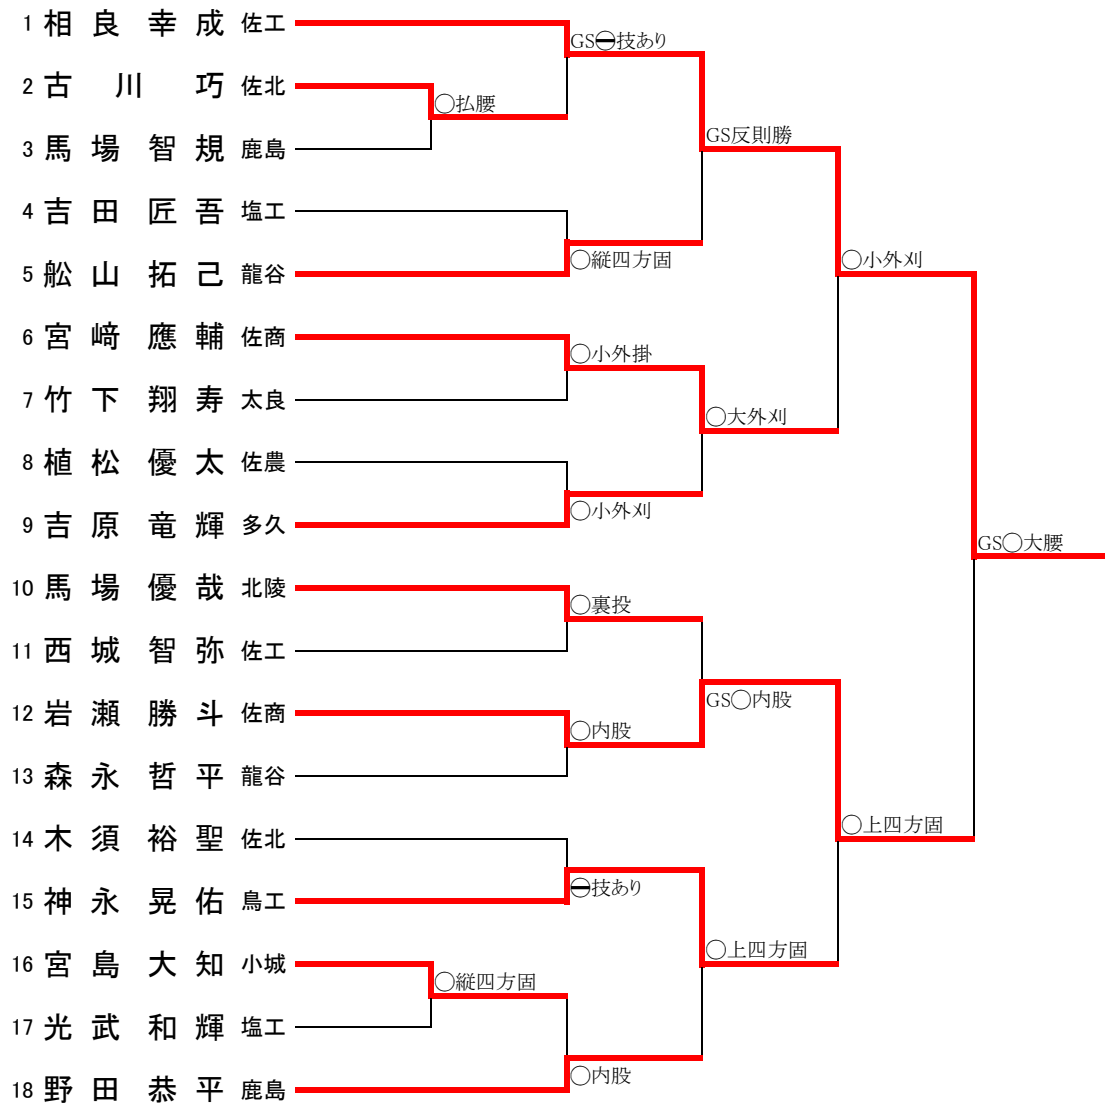 1 相良幸成 佐工
GS⊖技あり
2 古川巧 佐北
○払腰
3 馬場智規 鹿島
GS反則勝
4 吉田匠吾 塩工
○縦四方固
○小外刈
5 舩山拓己 龍谷
6 宮﨑應輔 佐商
○小外掛
7 竹下翔寿 太良
○大外刈
8 植松優太 佐農
○小外刈
9 吉原竜輝 多久
GS○大腰
10 馬場優哉 北陵
○裏投
11 西城智弥 佐工
GS○内股
12 岩瀬勝斗 佐商
○内股
13 森永哲平 龍谷
○上四方固
14 木須裕聖 佐北
⊖技あり
15 神永晃佑 鳥工
○上四方固
16 宮島大知 小城
○縦四方固
17 光武和輝 塩工
○内股
18 野田恭平 鹿島